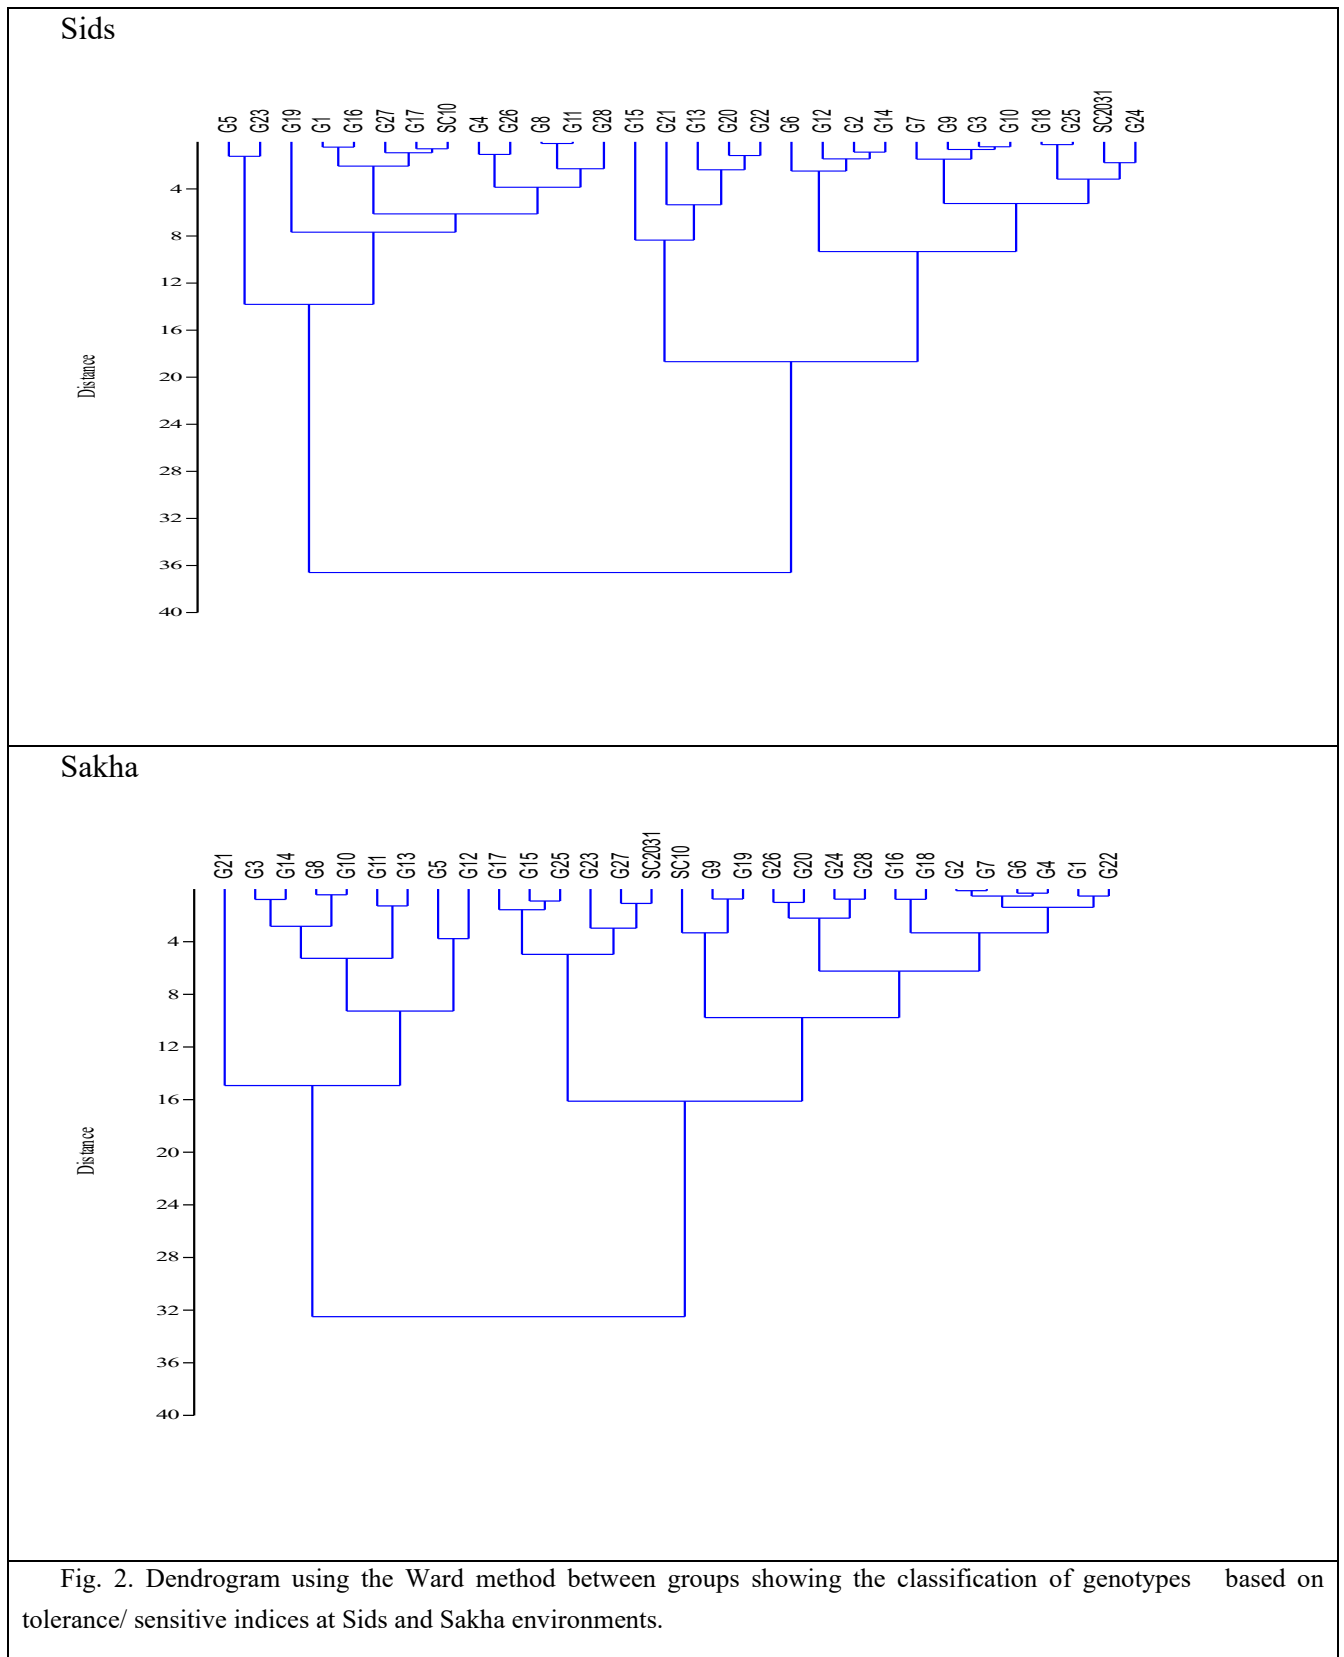 Sids
G5 G23 G19 G1 G16 G27 G17 SC10 G4 G26 G8 G11 G28 G15 G21 G13 G20 G22 G6 G12 G2 G14 G7 G9 G3 G10 G18 G25 SC2031 G24
4
8
12
16
Distance
20
24
28
32
36
40
Sakha
G21 G3 G14 G8 G10 G11 G13 G5 G12 G17 G15 G25 G23 G27 SC2031 SC10 G9 G19 G26 G20 G24 G28 G16 G18 G2 G7 G6 G4 G1 G22
4
8
12
16
Distance
20
24
28
32
36
40
Fig. 2. Dendrogram using the Ward method between groups showing the classification of genotypes based on
tolerance/ sensitive indices at Sids and Sakha environments.